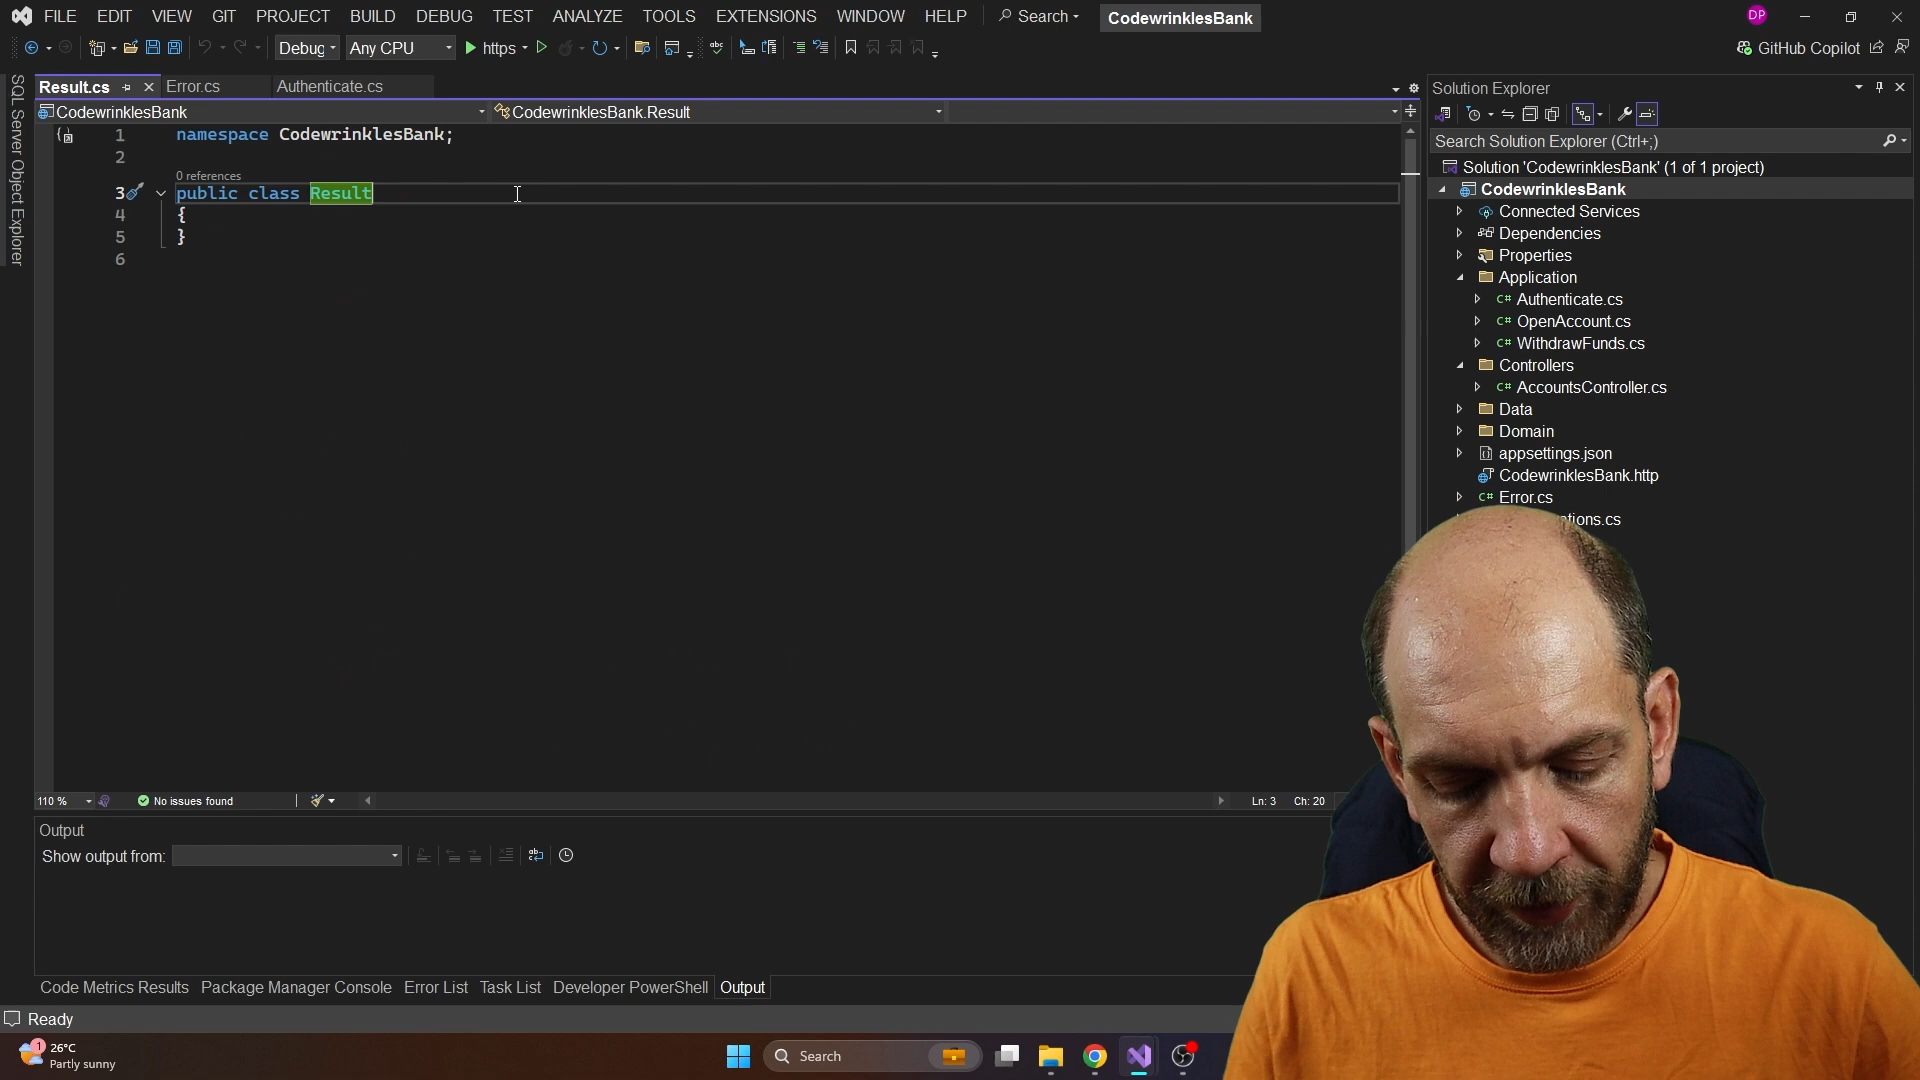 FILE EDIT VIEW GIT PROJECT BUILD DEBUG TEST ANALYZE TOOLS EXTENSIONS WINDOW HELP Search CodewrinklesBank DP
Debug Any CPU https GitHub Copilot
SQL Server Object Explorer
Result.cs Error.cs Authenticate.cs
CodewrinklesBank CodewrinklesBank.Result
1 namespace CodewrinklesBank;
2
0 references
3 public class Result
4 {
5 }
6
110 % No issues found Ln: 3 Ch: 20
Solution Explorer
Search Solution Explorer (Ctrl+;)
Solution 'CodewrinklesBank' (1 of 1 project)
CodewrinklesBank
Connected Services
Dependencies
Properties
Application
C# Authenticate.cs
C# OpenAccount.cs
C# WithdrawFunds.cs
Controllers
C# AccountsController.cs
Data
Domain
appsettings.json
CodewrinklesBank.http
C# Error.cs
ations.cs
Output
Show output from:
Code Metrics Results Package Manager Console Error List Task List Developer PowerShell Output
Ready
1 26°C
Partly sunny
Search